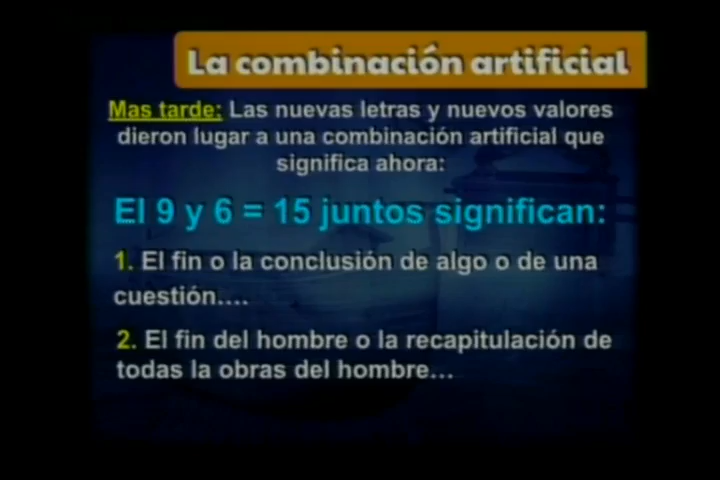 La combinación artificial
Mas tarde: Las nuevas letras y nuevos valores
dieron lugar a una combinación artificial que
significa ahora:
El 9 y 6 = 15 juntos significan:
1. El fin o la conclusión de algo o de una
cuestión....
2. El fin del hombre o la recapitulación de
todas la obras del hombre...